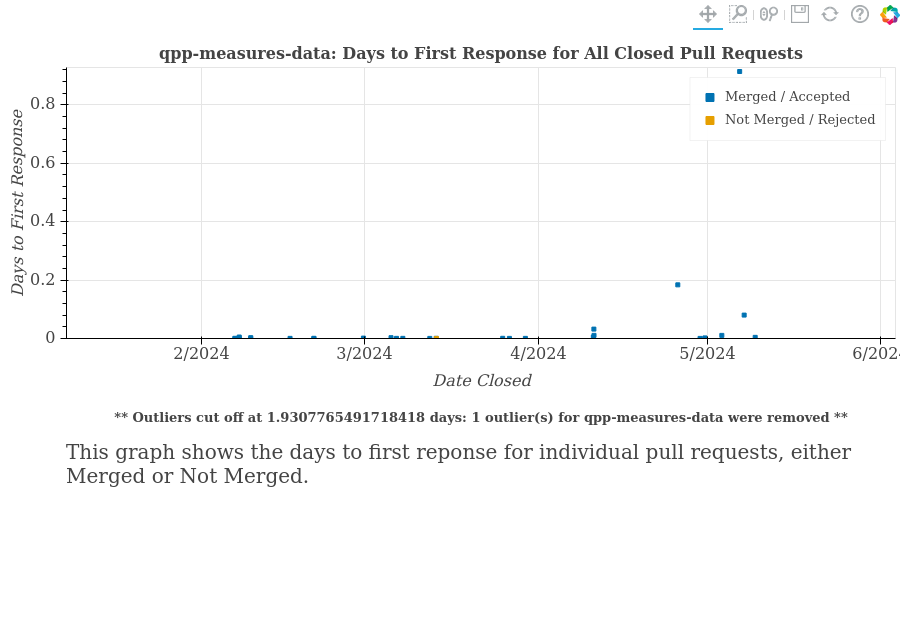 qpp-measures-data: Days to First Response for All Closed Pull Requests
Days to First Response
0.8
0.6
0.4
0.2
0
Merged / Accepted
Not Merged / Rejected
2/2024
3/2024
4/2024
5/2024
6/202
Date Closed
** Outliers cut off at 1.9307765491718418 days: 1 outlier(s) for qpp-measures-data were removed **
This graph shows the days to first reponse for individual pull requests, either
Merged or Not Merged.